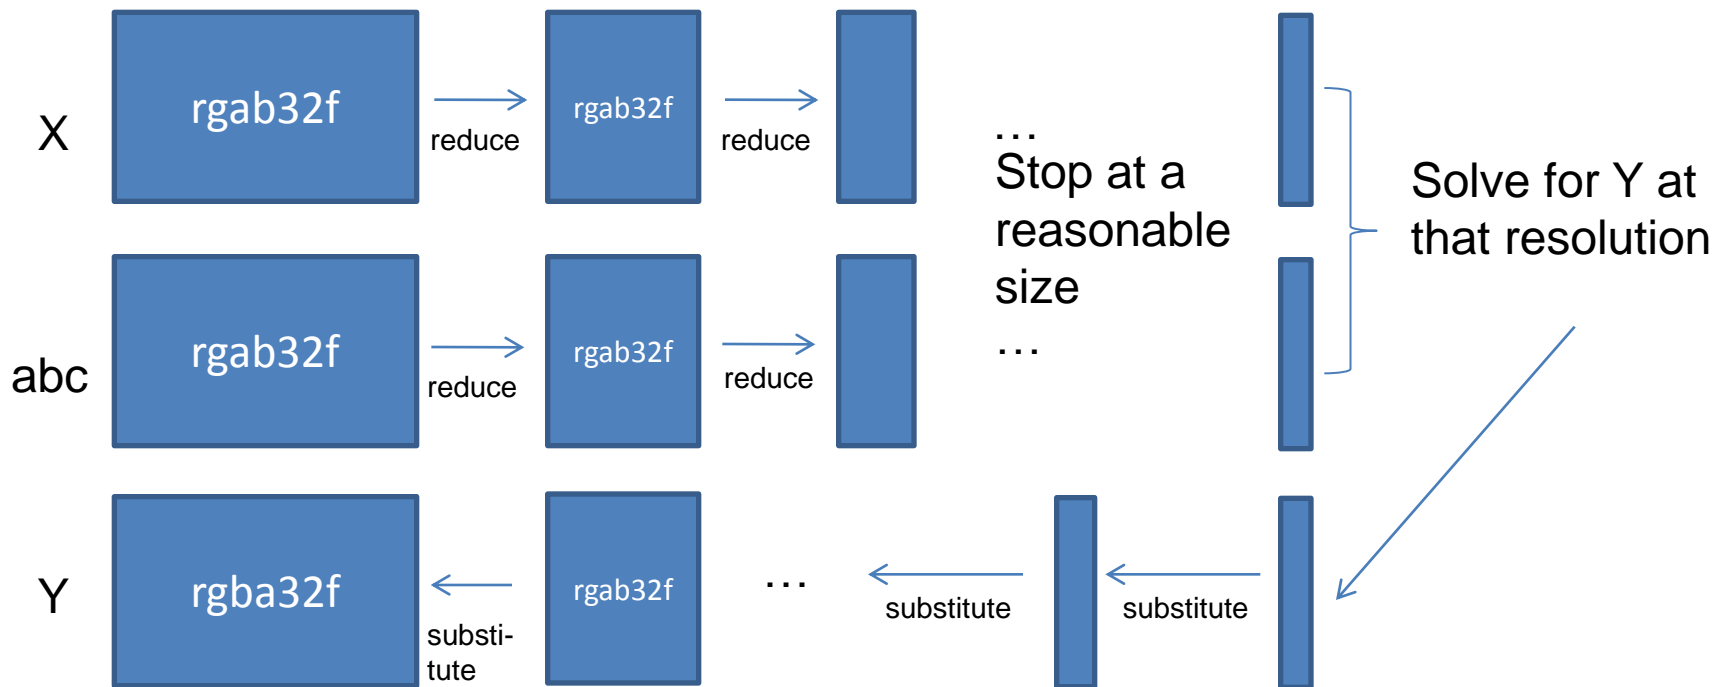 X
rgab32f
reduce
rgab32f
reduce
...
Stop at a
reasonable
size
...
Solve for Y at
that resolution
abc
rgab32f
reduce
rgab32f
reduce
Y
rgba32f
substi-
tute
rgab32f
...
substitute
substitute